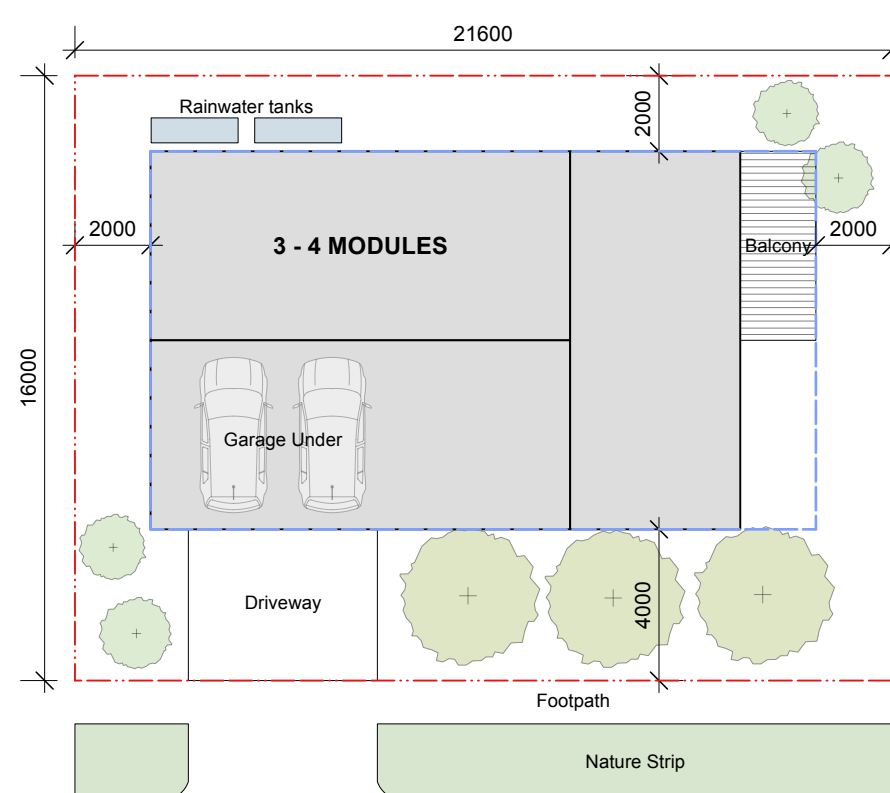 21600
Rainwater tanks
2000
2000
3 - 4 MODULES
Balcony
2000
16000
Garage Under
Driveway
4000
Footpath
Nature Strip